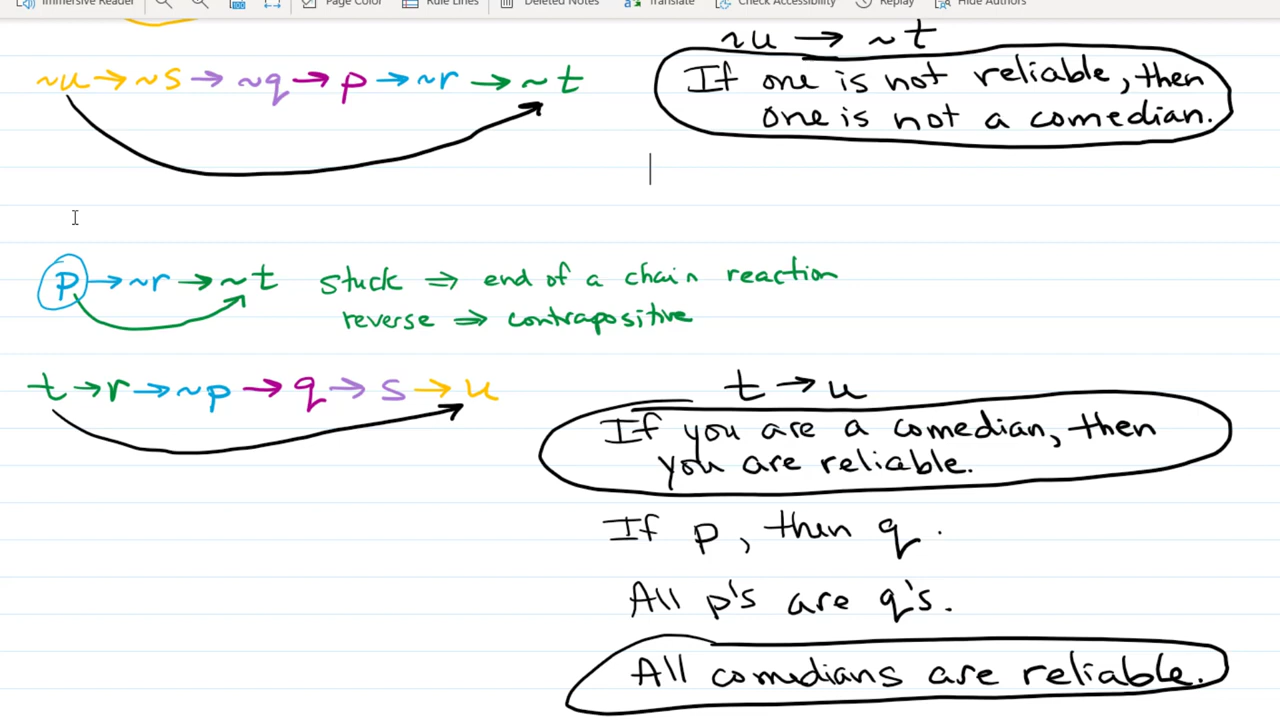 Immersive Reader Page Color Rule Lines Deleted Notes Translate Check Accessibility Replay Hide Authors
~u → ~t
~u → ~s → ~q → p → ~r → ~t
If one is not reliable, then
one is not a comedian.
p → ~r → ~t stuck ⇒ end of a chain reaction
reverse ⇒ contrapositive
t → r → ~p → q → s → u
t → u
If you are a comedian, then
you are reliable.
If p, then q.
All p's are q's.
All comedians are reliable.